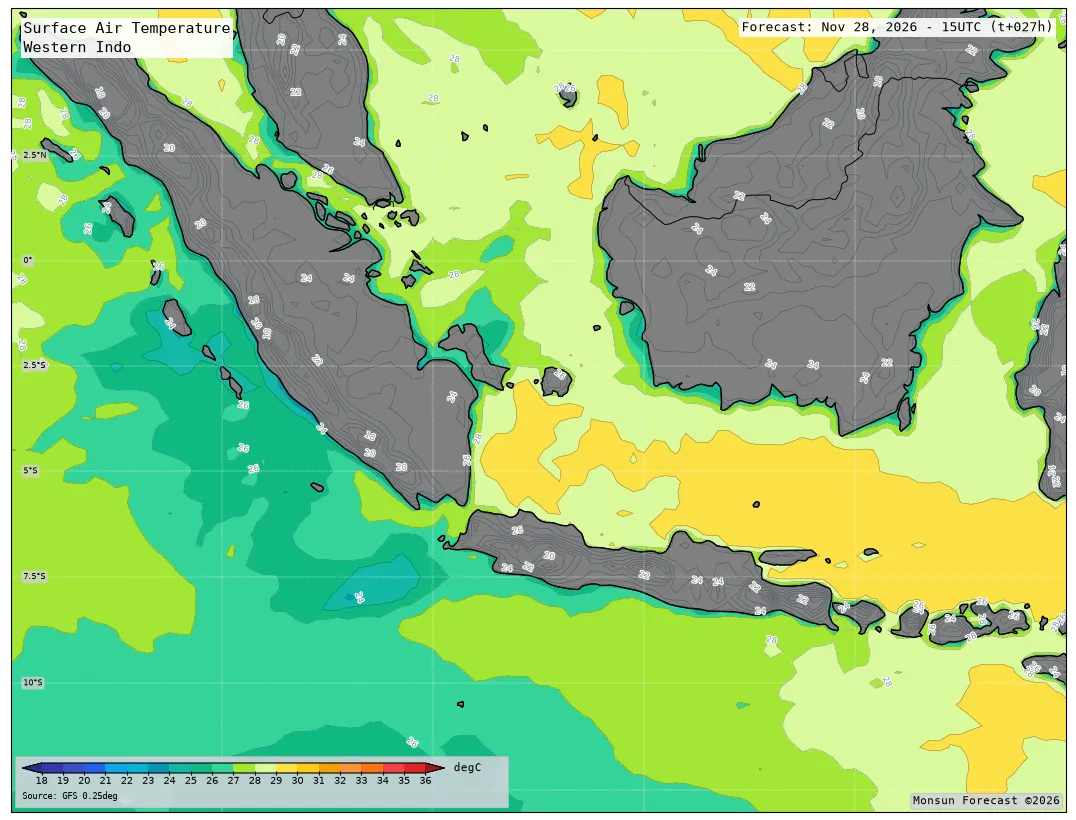 Surface Air Temperature
Western Indo
Forecast: Nov 28, 2026 - 15UTC (t+027h)
2.5°N
0°
2.5°S
5°S
7.5°S
10°S
degC
18 19 20 21 22 23 24 25 26 27 28 29 30 31 32 33 34 35 36
Source: GFS 0.25deg
Monsun Forecast ©2026